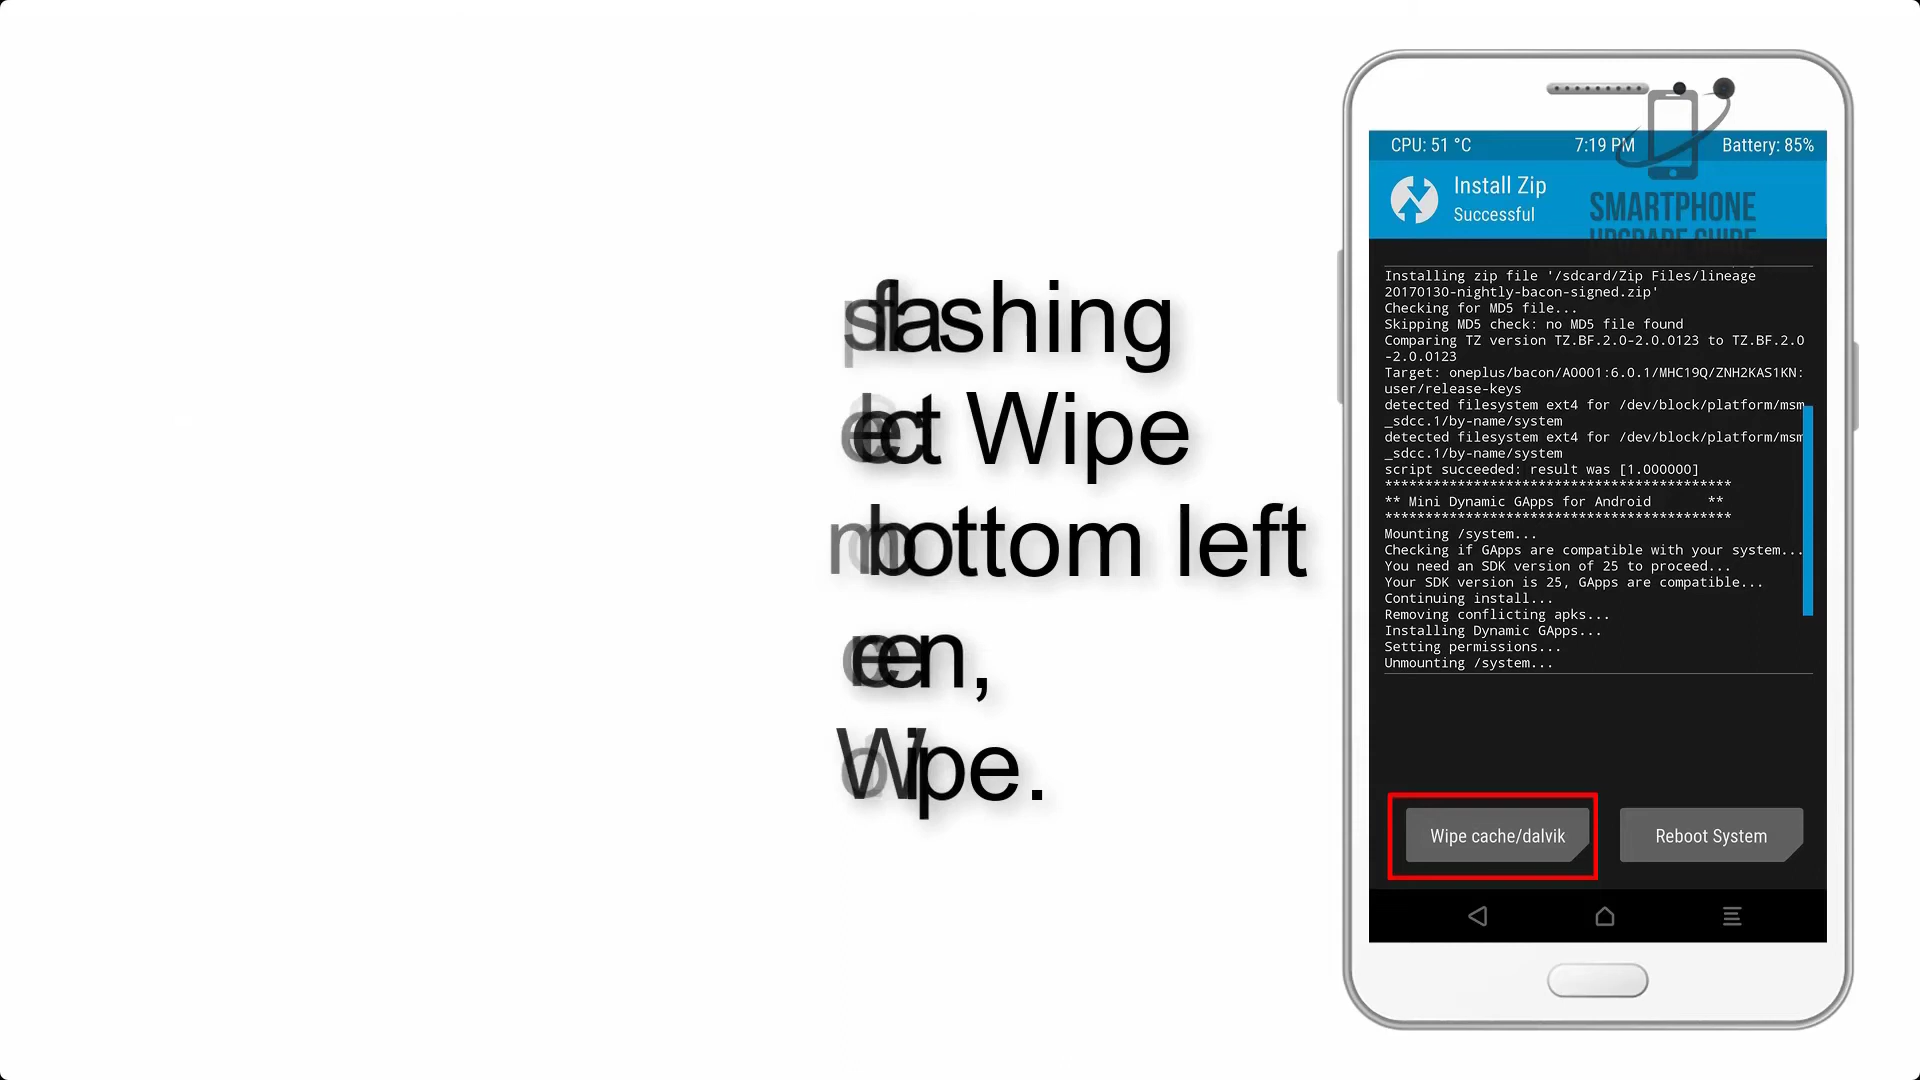 flashing
Wipe
bottom left
Wipe.
CPU: 51 °C 7:19 PM Battery: 85%
Install Zip
Successful
SMARTPHONE
UPGRADE GUIDE
Installing zip file '/sdcard/Zip Files/lineage
20170130-nightly-bacon-signed.zip'
Checking for MD5 file...
Skipping MD5 check: no MD5 file found
Comparing TZ version TZ.BF.2.0-2.0.0123 to TZ.BF.2.0
-2.0.0123
Target: oneplus/bacon/A0001:6.0.1/MHC19Q/ZNH2KAS1KN:
user/release-keys
detected filesystem ext4 for /dev/block/platform/msm
_sdcc.1/by-name/system
detected filesystem ext4 for /dev/block/platform/msm
_sdcc.1/by-name/system
script succeeded: result was [1.000000]
*******************************************
** Mini Dynamic GApps for Android **
*******************************************
Mounting /system...
Checking if GApps are compatible with your system...
You need an SDK version of 25 to proceed...
Your SDK version is 25, GApps are compatible...
Continuing install...
Removing conflicting apks...
Installing Dynamic GApps...
Setting permissions...
Unmounting /system...
Wipe cache/dalvik
Reboot System